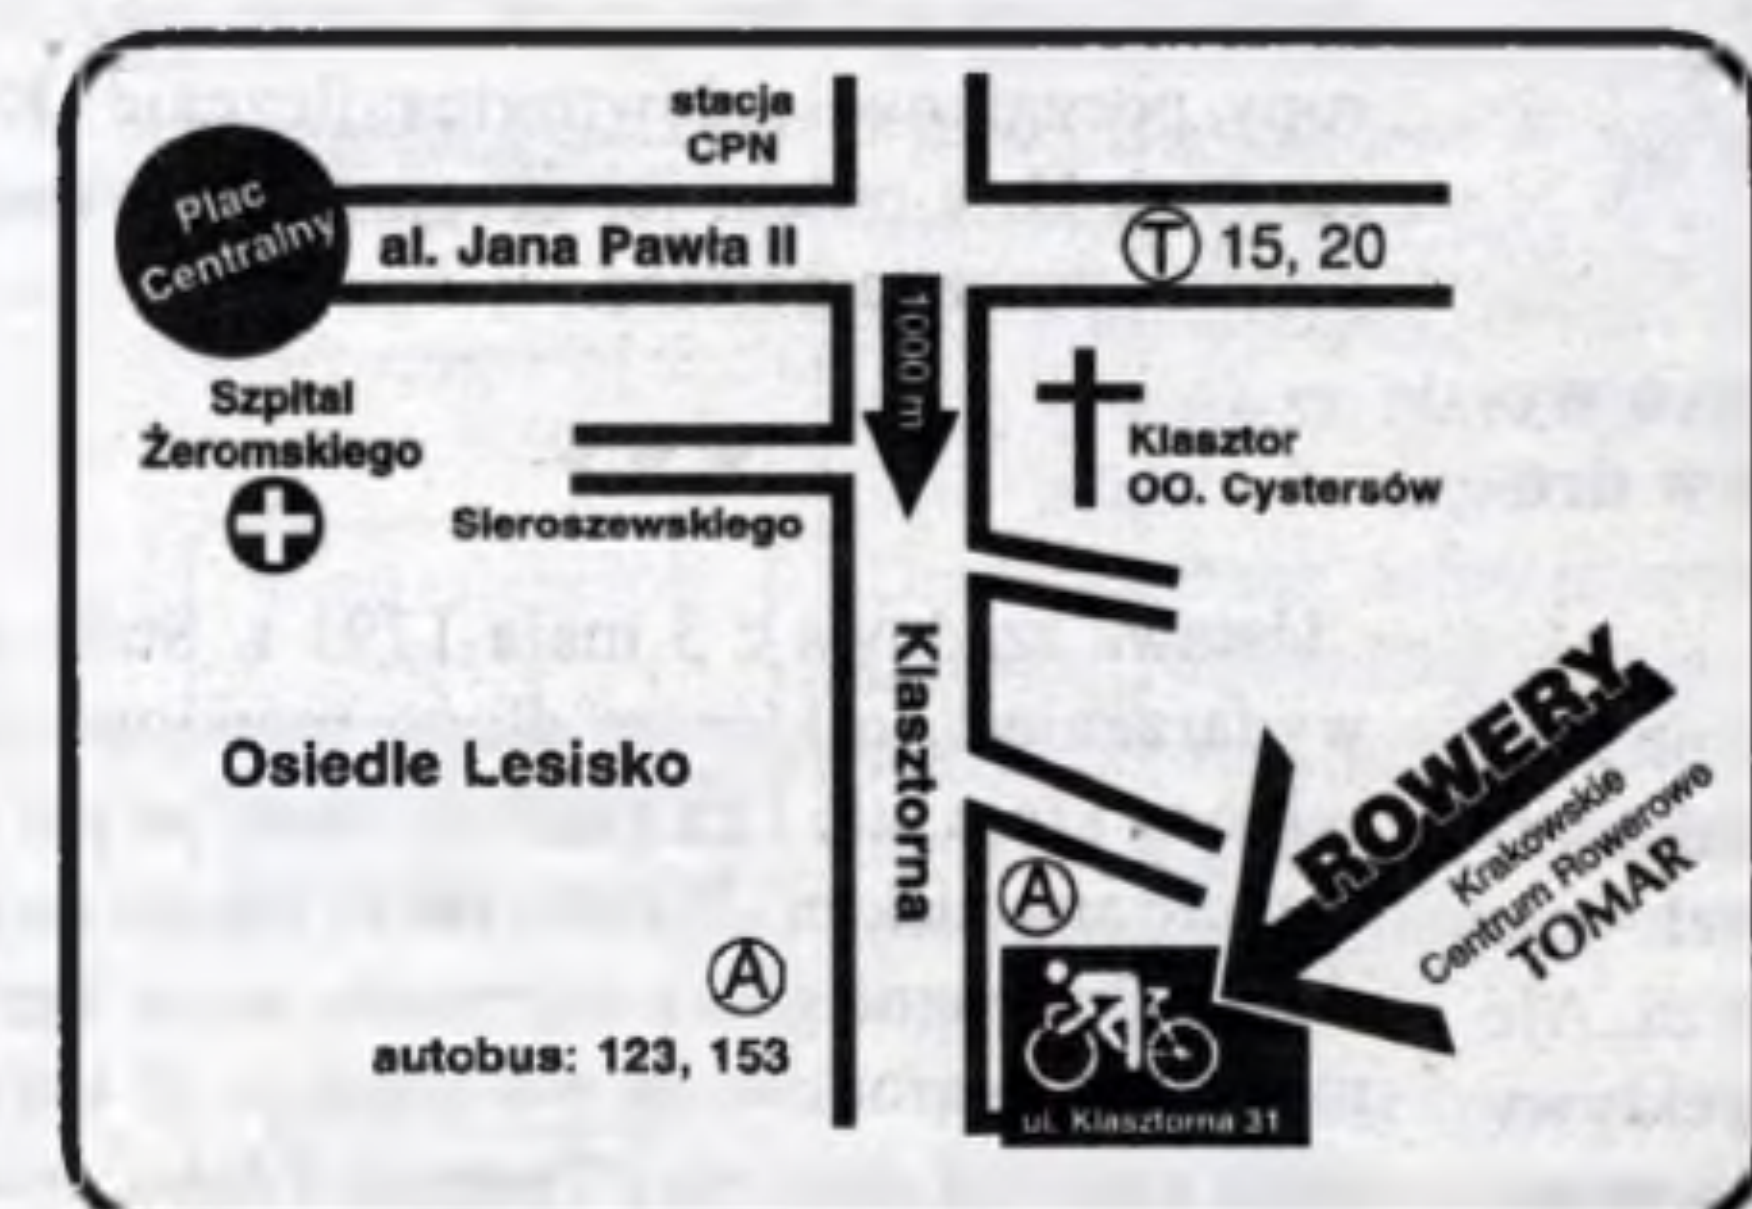 stacja
CPN
Plac
Centralny
al. Jana Pawła II
T 15, 20
1000 m
Szpital
Żeromskiego
Klasztor
OO. Cystersów
Sieroszewskiego
Klasztorna
Osiedle Lesisko
ROWERY
Krakowskie
Centrum Rowerowe
TOMAR
A
A
autobus: 123, 153
ul. Klasztorna 31